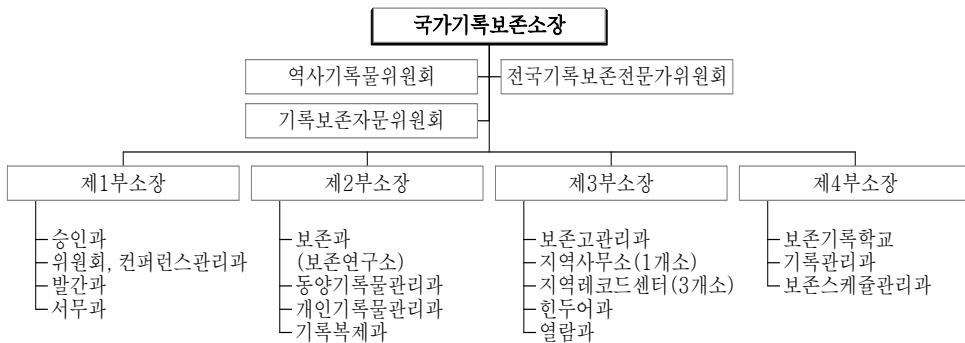 국가기록보존소장
역사기록물위원회
전국기록보존전문가위원회
기록보존자문위원회
제1부소장
제2부소장
제3부소장
제4부소장
승인과
위원회, 컨퍼런스관리과
발간과
서무과
보존과
(보존연구소)
동양기록물관리과
개인기록물관리과
기록복제과
보존고관리과
지역사무소(1개소)
지역레코드센터(3개소)
힌두어과
열람과
보존기록학교
기록관리과
보존스케쥴관리과